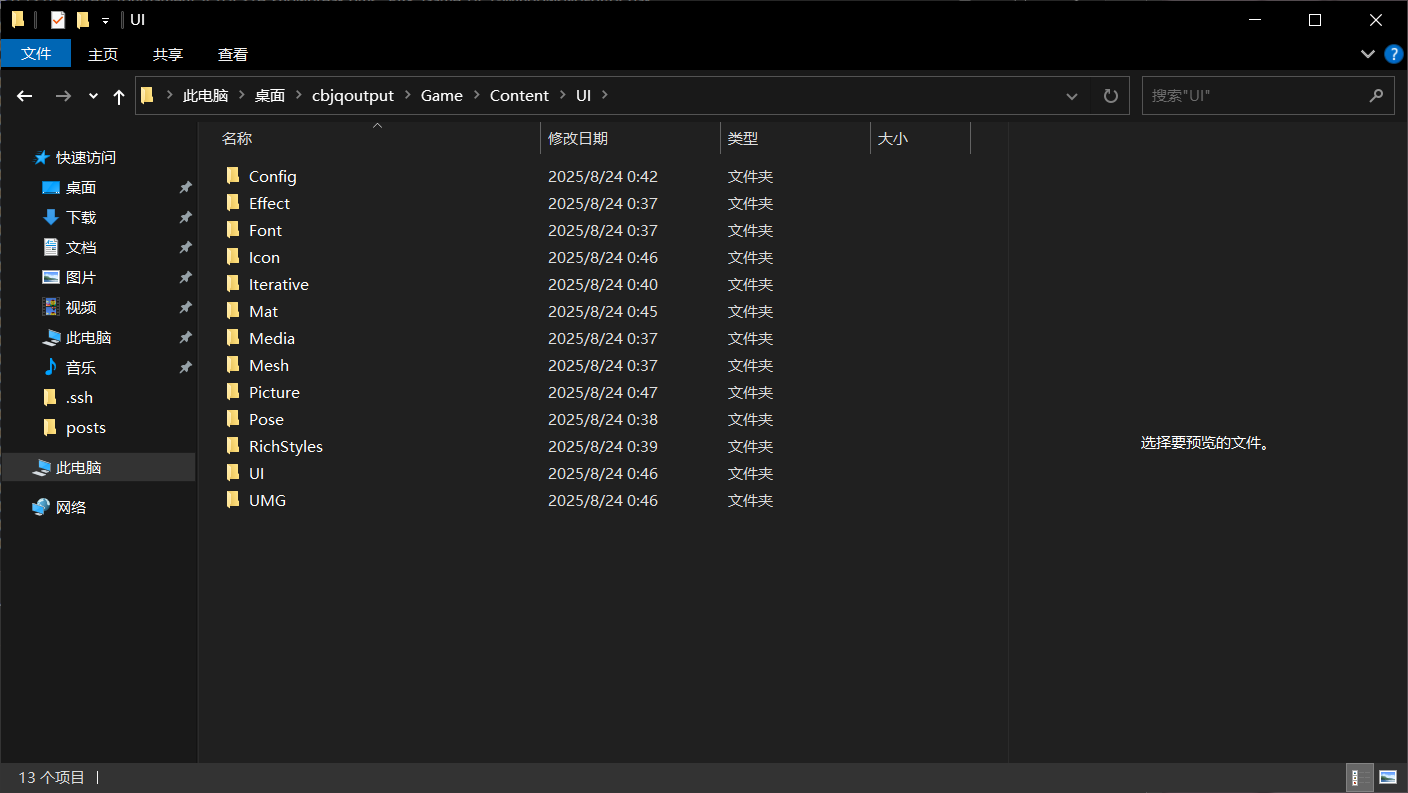 UI
文件 主页 共享 查看
此电脑 桌面 cbjqoutput Game Content UI
搜索"UI"
名称 修改日期 类型 大小
快速访问
桌面
下载
文档
图片
视频
此电脑
音乐
.ssh
posts
此电脑
网络
Config 2025/8/24 0:42 文件夹
Effect 2025/8/24 0:37 文件夹
Font 2025/8/24 0:37 文件夹
Icon 2025/8/24 0:46 文件夹
Iterative 2025/8/24 0:40 文件夹
Mat 2025/8/24 0:45 文件夹
Media 2025/8/24 0:37 文件夹
Mesh 2025/8/24 0:37 文件夹
Picture 2025/8/24 0:47 文件夹
Pose 2025/8/24 0:38 文件夹
RichStyles 2025/8/24 0:39 文件夹
UI 2025/8/24 0:46 文件夹
UMG 2025/8/24 0:46 文件夹
选择要预览的文件。
13 个项目